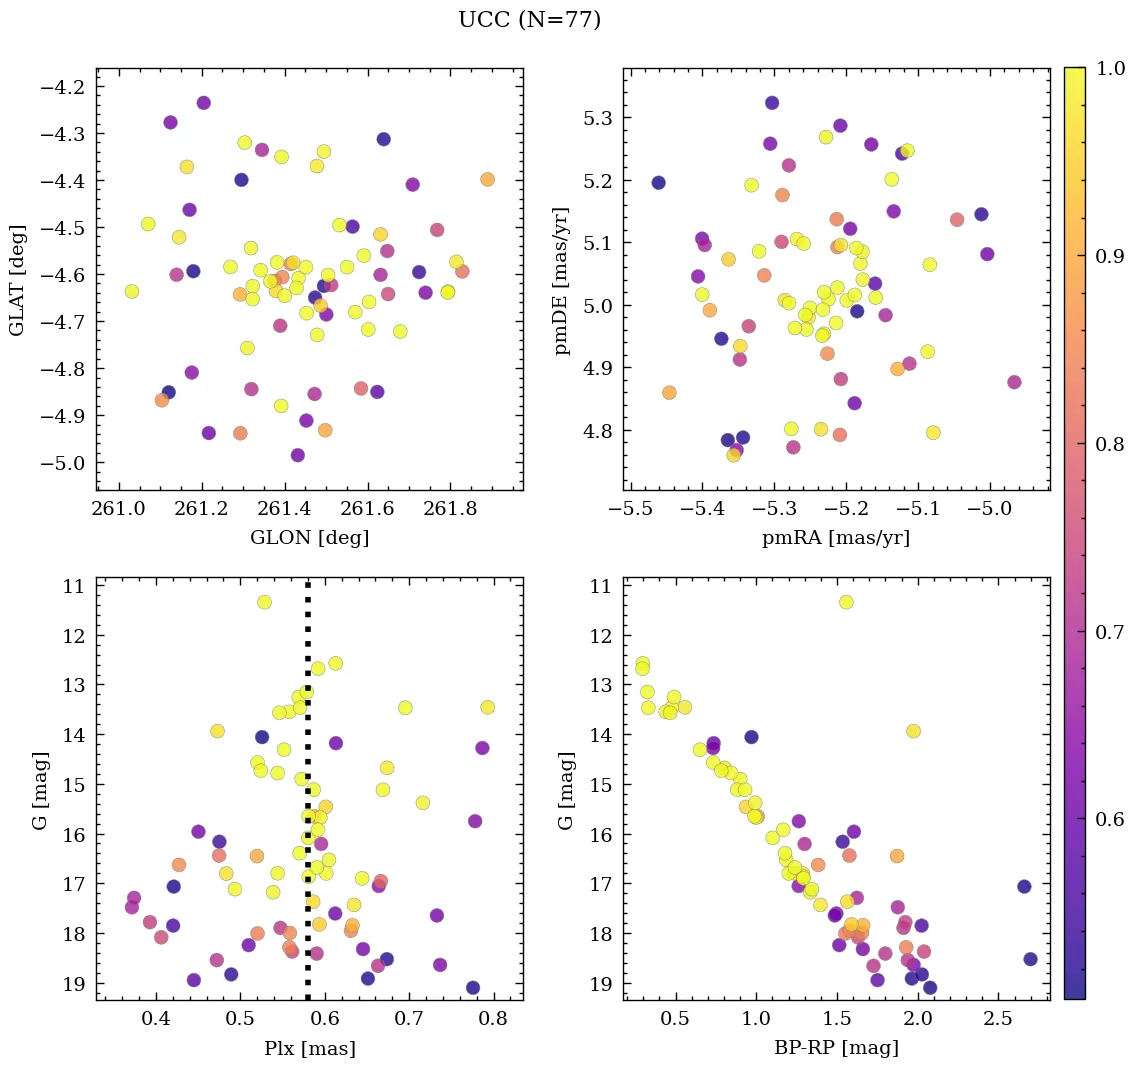 UCC (N=77)
−4.2
−4.3
−4.4
−4.5
−4.6
−4.7
−4.8
−4.9
−5.0
GLAT [deg]
261.0 261.2 261.4 261.6 261.8
GLON [deg]
5.3
5.2
5.1
5.0
4.9
4.8
pmDE [mas/yr]
−5.5 −5.4 −5.3 −5.2 −5.1 −5.0
pmRA [mas/yr]
11
12
13
14
15
16
17
18
19
G [mag]
0.4 0.5 0.6 0.7 0.8
Plx [mas]
11
12
13
14
15
16
17
18
19
G [mag]
0.5 1.0 1.5 2.0 2.5
BP-RP [mag]
1.0
0.9
0.8
0.7
0.6